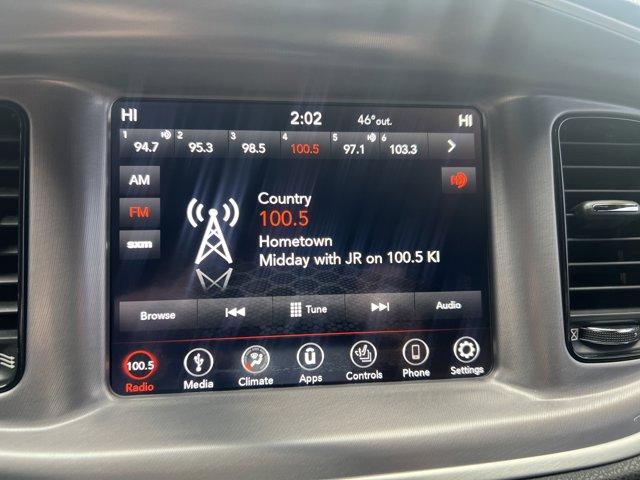 HI 2:02 46°out. HI
1 94.7 2 95.3 3 98.5 4 100.5 5 97.1 6 103.3
AM
FM
sxm
Country
100.5
Hometown
Midday with JR on 100.5 KI
Browse Tune Audio
100.5
Radio Media Climate Apps Controls Phone Settings